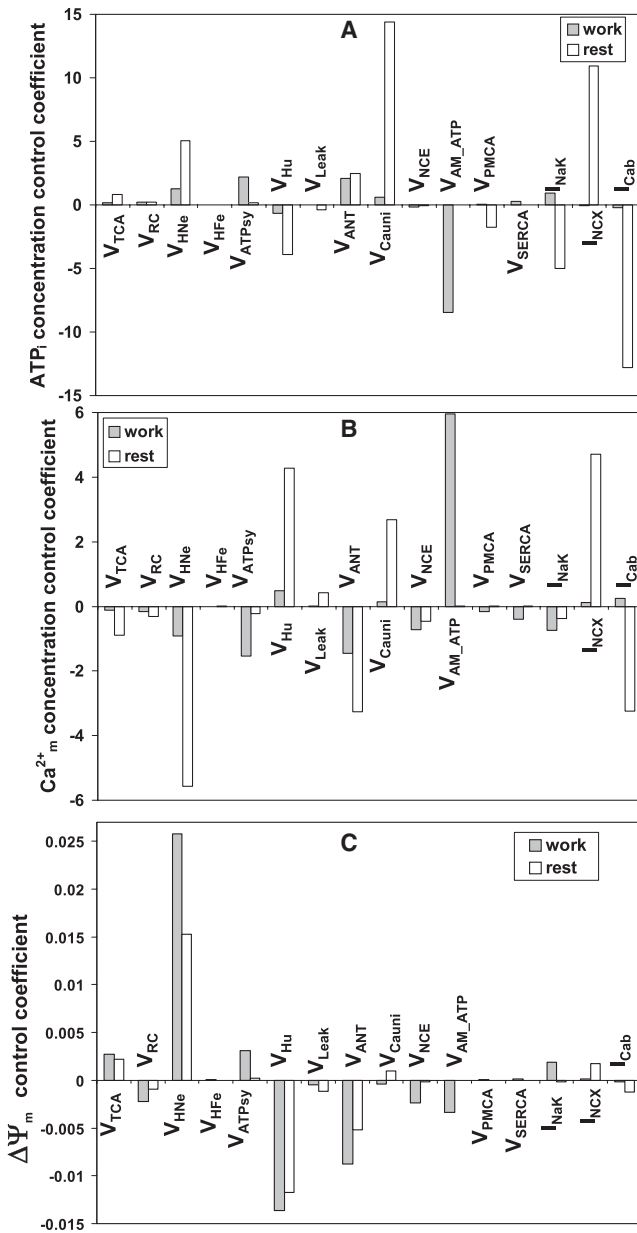 A
work
rest
ATPi concentration control coefficient
15
10
5
0
-5
-10
-15
VTCA
VRC
VHNe
VHFe
VATPsy
VHu
VLeak
VANT
VCauni
VNCE
VAM_ATP
VPMCA
VSERCA
INaK
INCX
ICab
B
work
rest
Ca2+m concentration control coefficient
6
4
2
0
-2
-4
-6
VTCA
VRC
VHNe
VHFe
VATPsy
VHu
VLeak
VANT
VCauni
VNCE
VAM_ATP
VPMCA
VSERCA
INaK
INCX
ICab
C
work
rest
ΔΨm control coefficient
0.025
0.02
0.015
0.01
0.005
0
-0.005
-0.01
-0.015
VTCA
VRC
VHNe
VHFe
VATPsy
VHu
VLeak
VANT
VCauni
VNCE
VAM_ATP
VPMCA
VSERCA
INaK
INCX
ICab